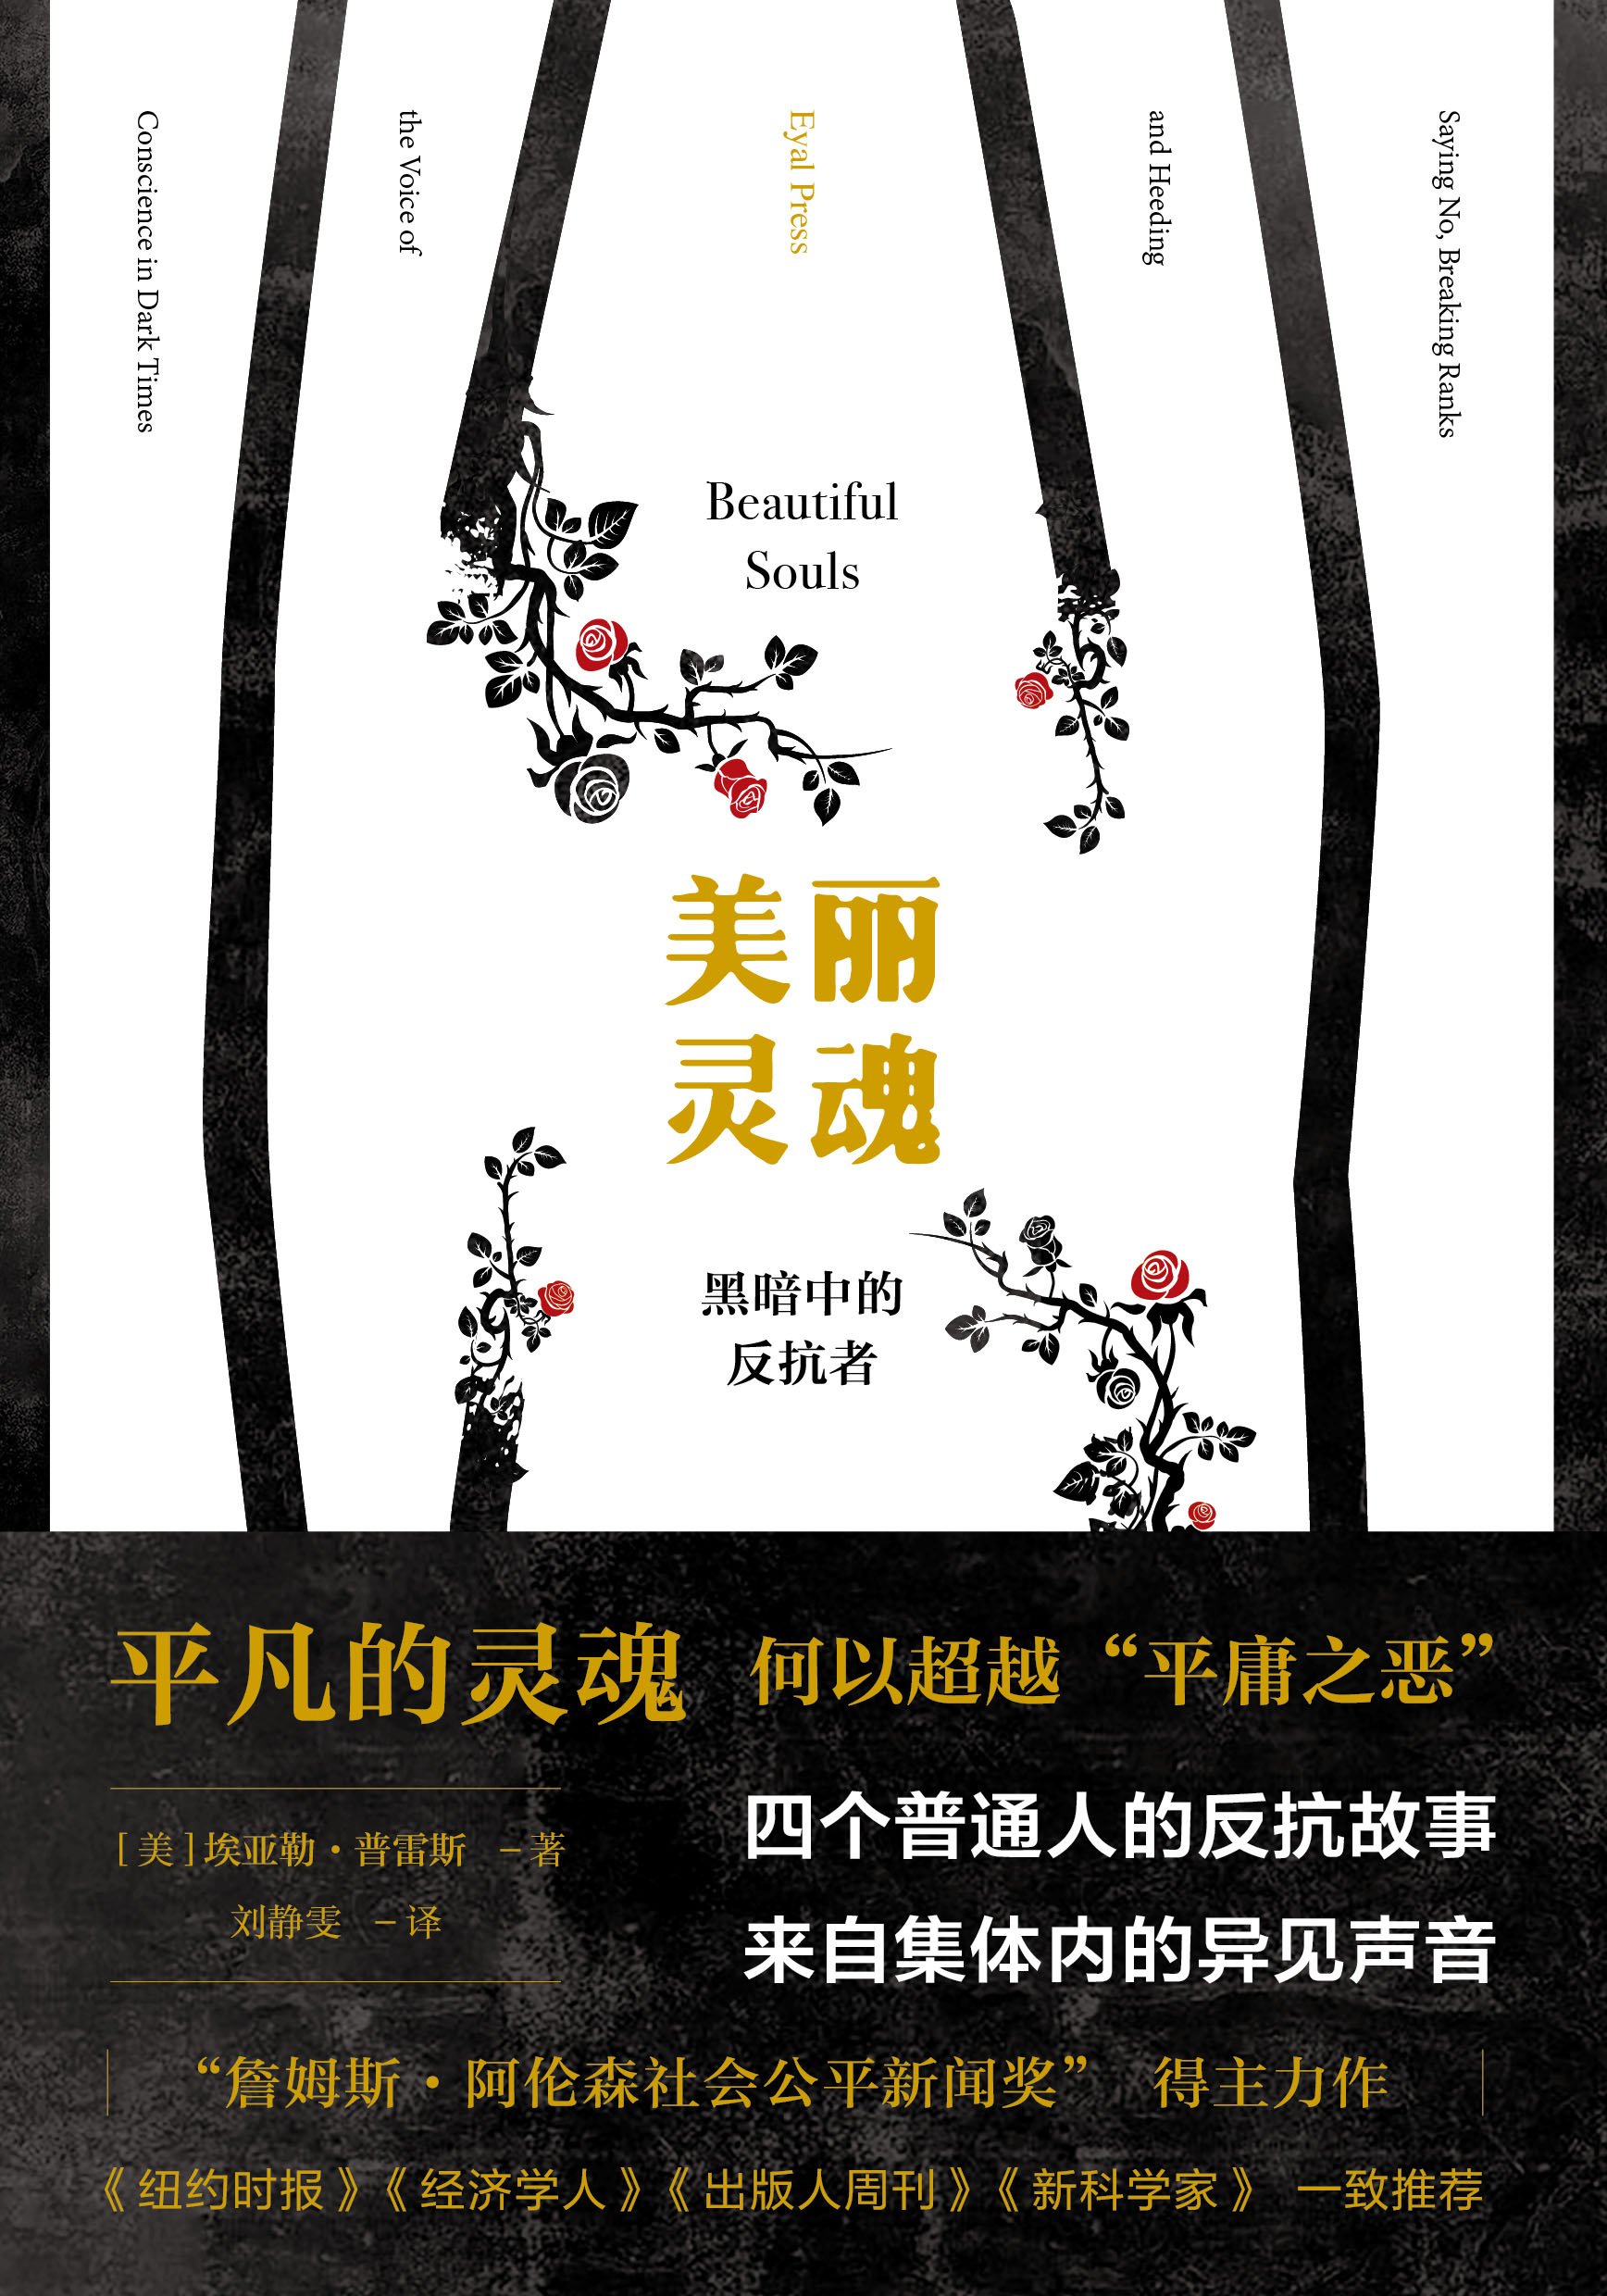 Saying No, Breaking Ranks
and Heeding
Eyal Press
the Voice of
Conscience in Dark Times
Beautiful
Souls
美丽
灵魂
黑暗中的
反抗者
平凡的灵魂 何以超越“平庸之恶”
四个普通人的反抗故事
来自集体内的异见声音
[美]埃亚勒·普雷斯 –著
刘静雯 –译
“詹姆斯·阿伦森社会公平新闻奖” 得主力作
《纽约时报》《经济学人》《出版人周刊》《新科学家》 一致推荐